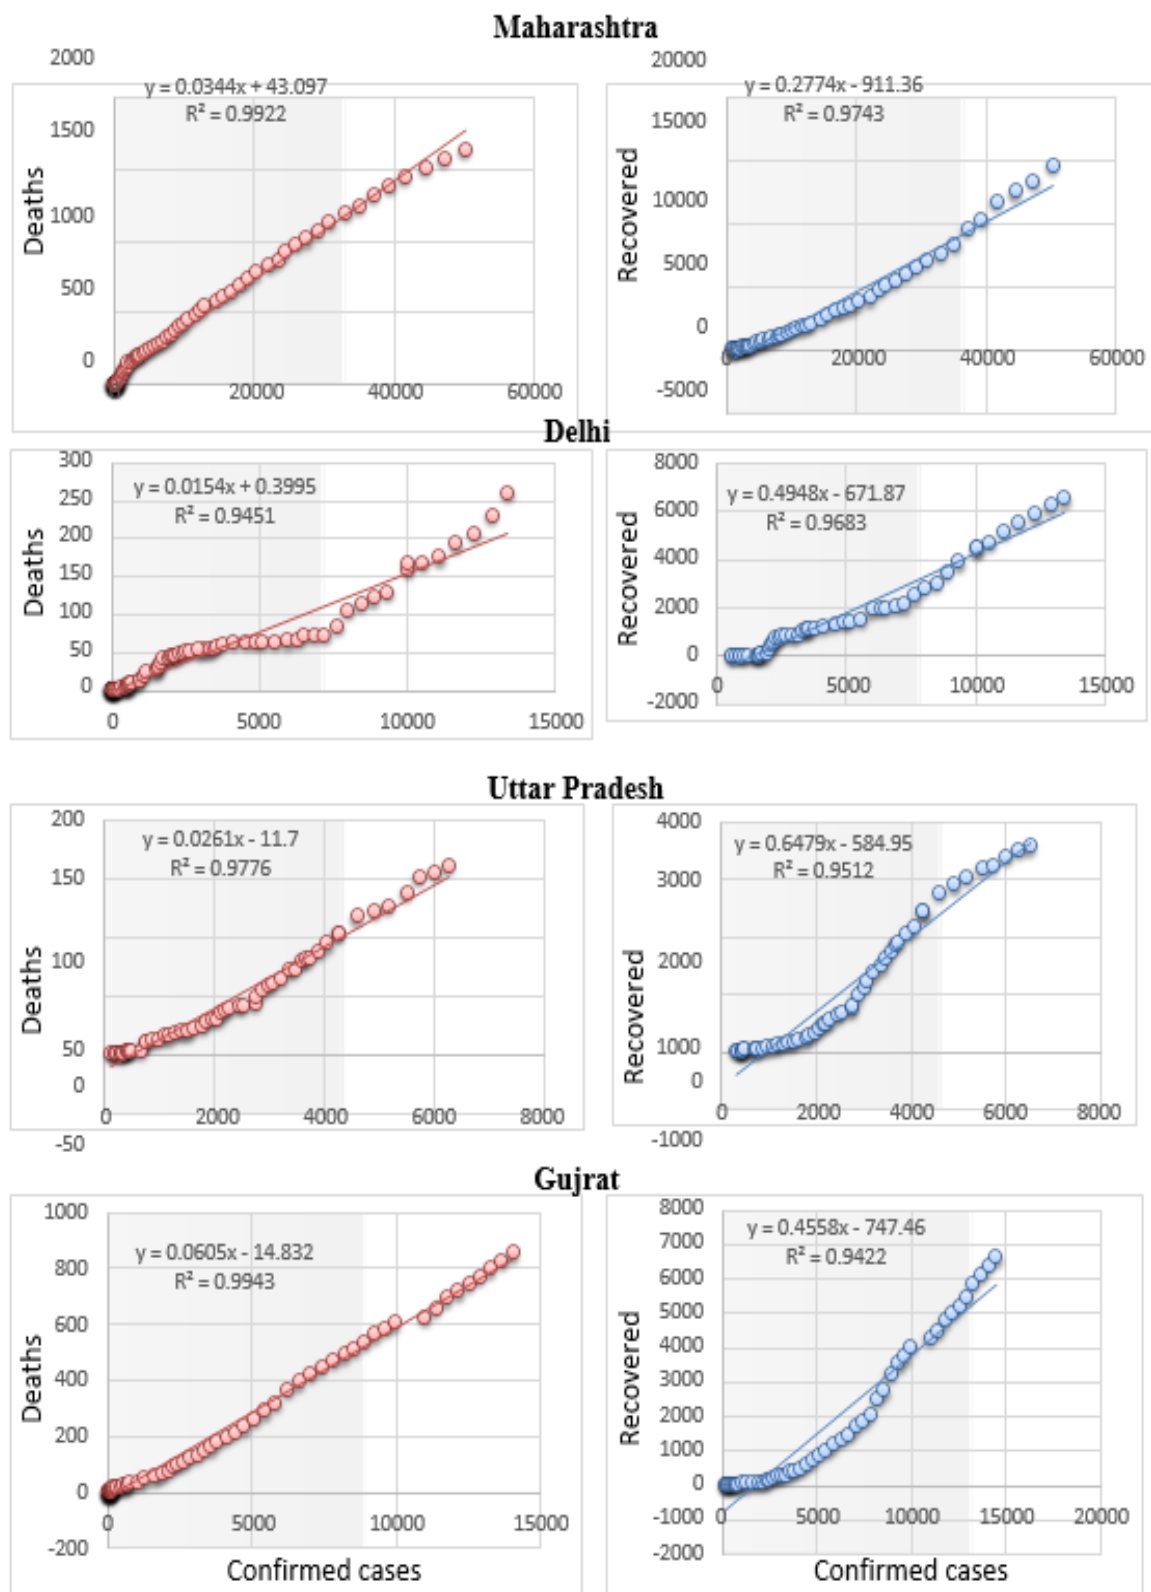 Maharashtra
2000
1500
1000
500
0
Deaths
y = 0.0344x + 43.097
R² = 0.9922
20000
40000
60000
20000
15000
10000
5000
0
-5000
Recovered
y = 0.2774x - 911.36
R² = 0.9743
0
20000
40000
60000
Delhi
300
250
200
150
100
50
0
Deaths
y = 0.0154x + 0.3995
R² = 0.9451
0
5000
10000
15000
8000
6000
4000
2000
0
-2000
Recovered
y = 0.4948x - 671.87
R² = 0.9683
0
5000
10000
15000
Uttar Pradesh
200
150
100
50
0
-50
Deaths
y = 0.0261x - 11.7
R² = 0.9776
0
2000
4000
6000
8000
4000
3000
2000
1000
0
-1000
Recovered
y = 0.6479x - 584.95
R² = 0.9512
0
2000
4000
6000
8000
Gujrat
1000
800
600
400
200
0
-200
Deaths
y = 0.0605x - 14.832
R² = 0.9943
0
5000
10000
15000
Confirmed cases
8000
7000
6000
5000
4000
3000
2000
1000
0
-1000
-2000
Recovered
y = 0.4558x - 747.46
R² = 0.9422
0
5000
10000
15000
20000
Confirmed cases